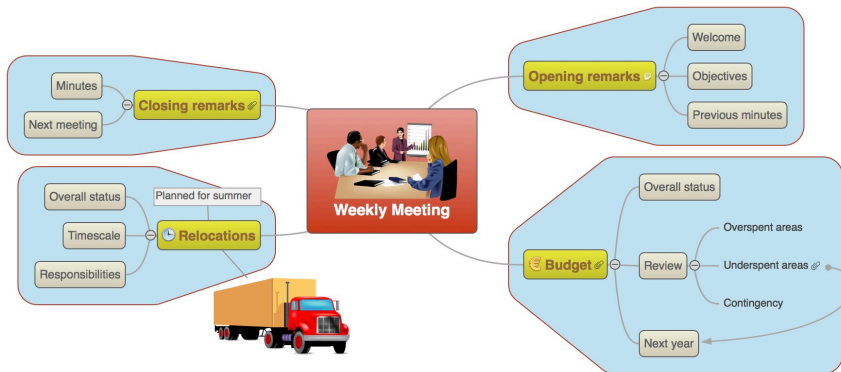 Weekly Meeting
Opening remarks
Welcome
Objectives
Previous minutes
Budget
Overall status
Review
Overspent areas
Underspent areas
Contingency
Next year
Relocations
Planned for summer
Overall status
Timescale
Responsibilities
Closing remarks
Minutes
Next meeting